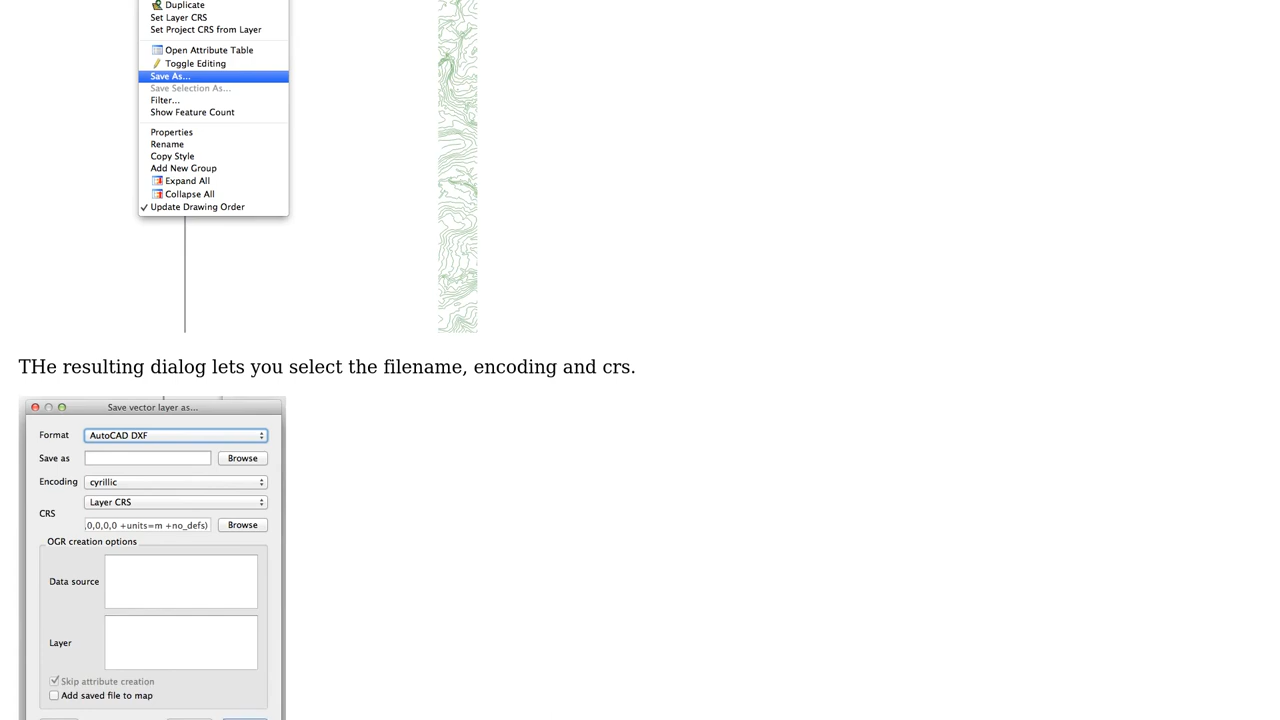 Duplicate
Set Layer CRS
Set Project CRS from Layer
Open Attribute Table
Toggle Editing
Save As...
Save Selection As...
Filter...
Show Feature Count
Properties
Rename
Copy Style
Add New Group
Expand All
Collapse All
✓ Update Drawing Order
THe resulting dialog lets you select the filename, encoding and crs.
Save vector layer as...
Format AutoCAD DXF
Save as Browse
Encoding cyrillic
Layer CRS
CRS
,0,0,0,0 +units=m +no_defs) Browse
OGR creation options
Data source
Layer
Skip attribute creation
Add saved file to map